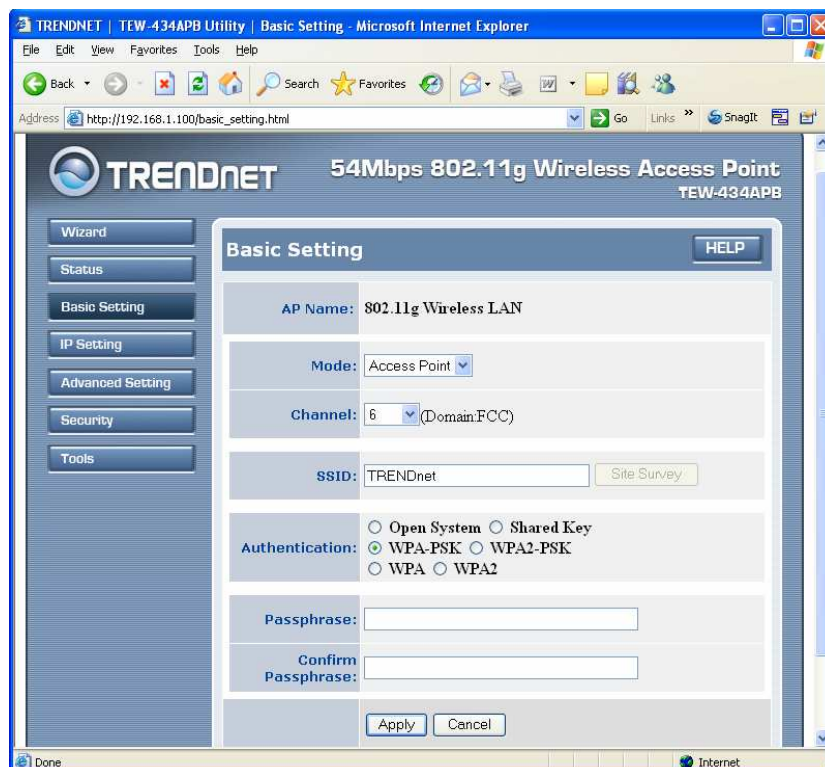 TRENDNET | TEW-434APB Utility | Basic Setting - Microsoft Internet Explorer
File Edit View Favorites Tools Help
Back Search Favorites
Address http://192.168.1.100/basic_setting.html Go Links » SnagIt
TRENDnet 54Mbps 802.11g Wireless Access Point
TEW-434APB
Wizard
Status
Basic Setting
IP Setting
Advanced Setting
Security
Tools
Basic Setting HELP
AP Name: 802.11g Wireless LAN
Mode: Access Point
Channel: 6 (Domain:FCC)
SSID: TRENDnet Site Survey
Authentication: Open System Shared Key
WPA-PSK WPA2-PSK
WPA WPA2
Passphrase:
Confirm
Passphrase:
Apply Cancel
Done Internet